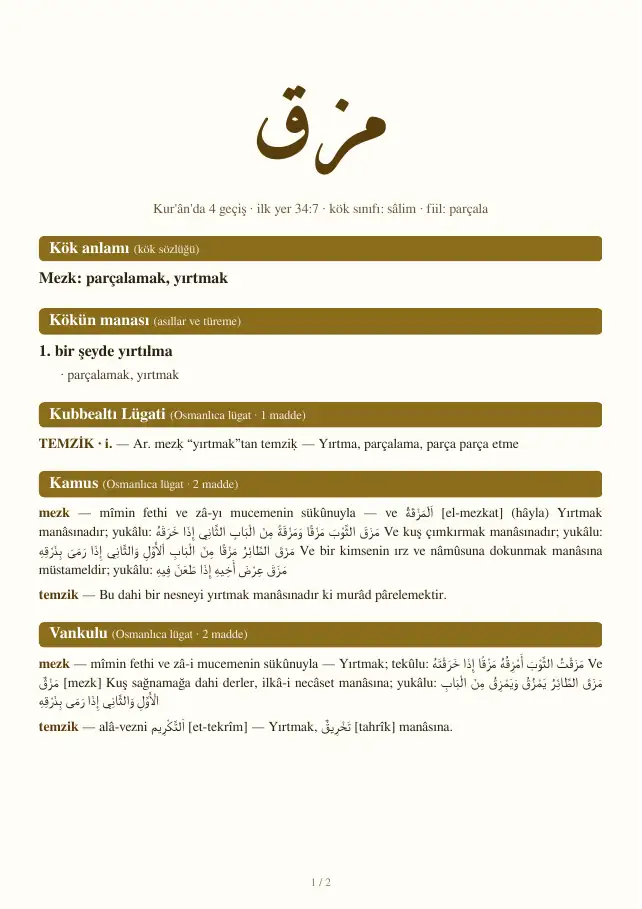 مزق
Kur'ân'da 4 geçiş · ilk yer 34:7 · kök sınıfı: sâlim · fiil: parçala
Kök anlamı (kök sözlüğü)
Mezk: parçalamak, yırtmak
Kökün manası (asıllar ve türeme)
1. bir şeyde yırtılma
· parçalamak, yırtmak
Kubbealtı Lügati (Osmanlıca lügat · 1 madde)
TEMZİK · i. — Ar. mezḳ “yırtmak”tan temziḳ — Yırtma, parçalama, parça parça etme
Kamus (Osmanlıca lügat · 2 madde)
mezk — mîmin fethi ve zâ-yı mucemenin sükûnuyla — ve اَلْمَزْقَةُ [el-mezkat] (hâyla) Yırtmak
manâsınadır; yukâlu: مَزَقَ الثَّوْبَ مَزْقًا وَمَزْقَةً مِنَ الْبَابِ الثَّانِي إِذَا خَرَقَهُ Ve kuş çımkırmak manâsınadır; yukâlu:
مَزَقَ الطَّائِرُ مَزْقًا مِنَ الْبَابِ اْلأَوَّلِ وَالثَّانِي إِذَا رَمَىَ بِذَرْقِهِ Ve bir kimsenin ırz ve nâmûsuna dokunmak manâsına
müstameldir; yukâlu: مَزَقَ عِرْضَ أَخِيهِ إِذَا طَعَنَ فِيهِ
temzik — Bu dahi bir nesneyi yırtmak manâsınadır ki murâd pârelemektir.
Vankulu (Osmanlıca lügat · 2 madde)
mezk — mîmin fethi ve zâ-i mucemenin sükûnuyla — Yırtmak; tekûlu: مَزَقْتُ الثَّوْبَ أَمْزِقُهُ مَزْقًا إِذَا خَرَقْتَهُ Ve
مَزْقٌ [mezk] Kuş sağnamağa dahi derler, ilkâ-i necâset manâsına; yukâlu: مَزَقَ الطَّائِرُ يَمْزُقُ وَيَمْزِقُ مِنَ الْبَابِ
الْأَوَّلِ وَالثَّانِي إِذَا رَمَى بِذَرْقِهِ
temzik — alâ-vezni اَلتَّكْرِيم [et-tekrîm] — Yırtmak, تَخْرِيقٌ [tahrîk] manâsına.
1 / 2